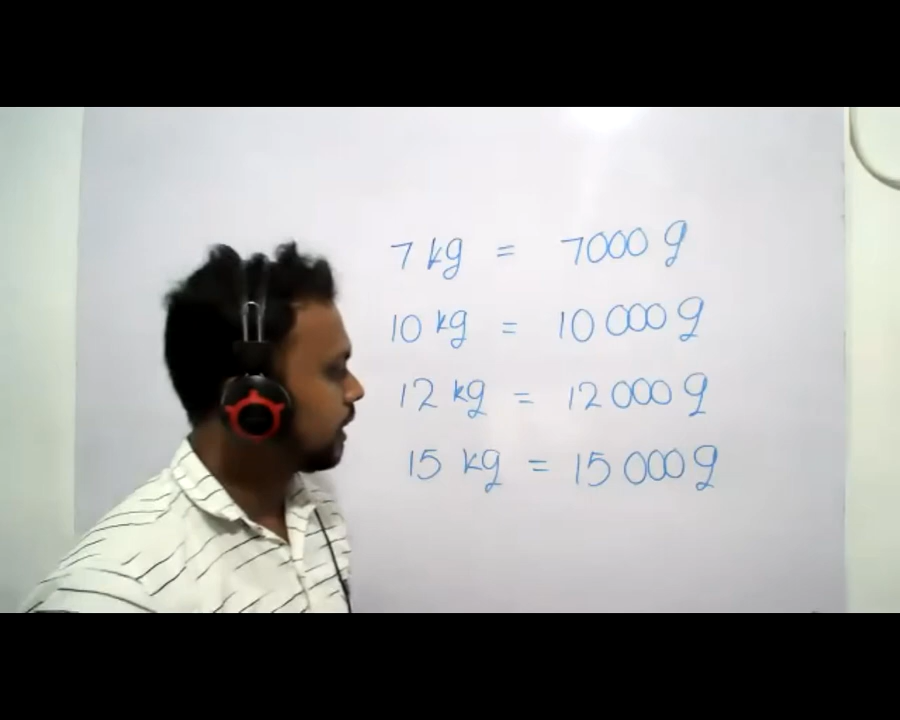 7 kg = 7000 g
10 kg = 10 000 g
12 kg = 12 000 g
15 kg = 15 000 g